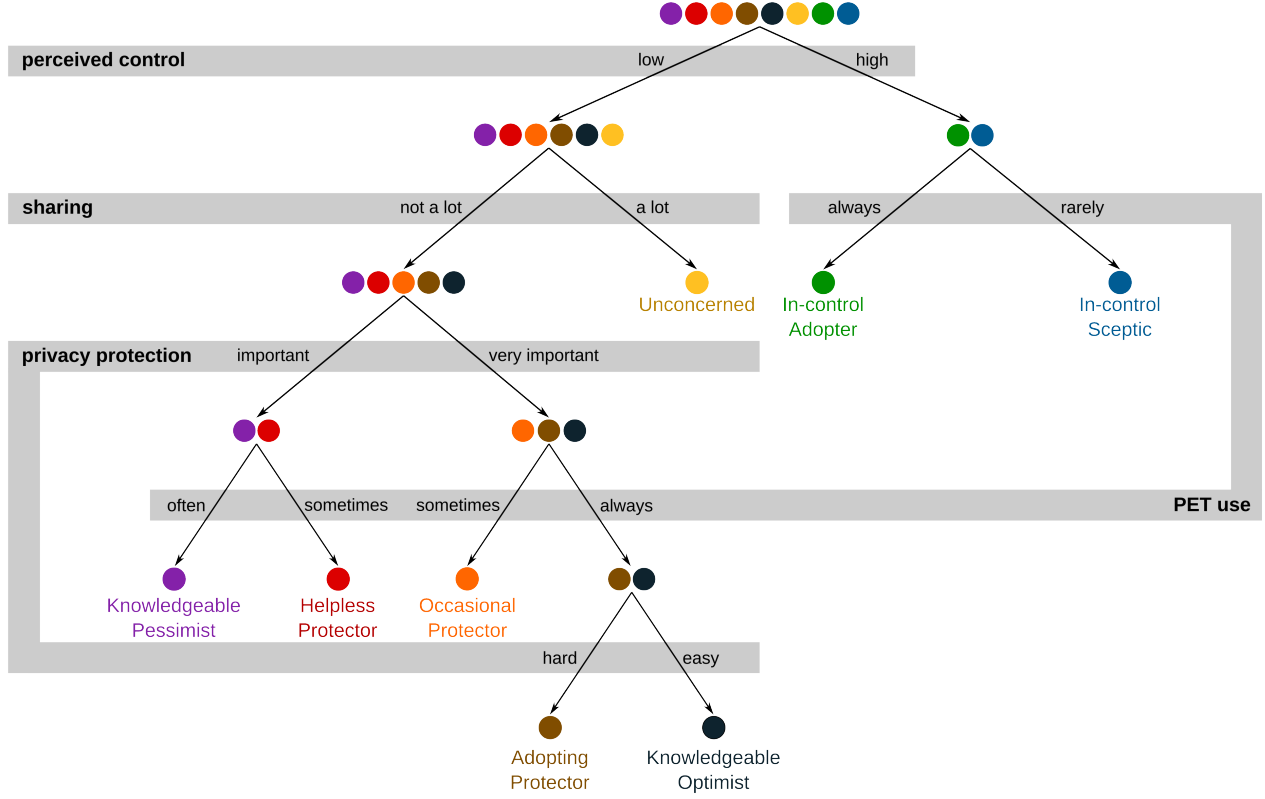 perceived control
low
high
sharing
not a lot
a lot
always
rarely
Unconcerned
In-control
Adopter
In-control
Sceptic
privacy protection
important
very important
often
sometimes
sometimes
always
PET use
Knowledgeable
Pessimist
Helpless
Protector
Occasional
Protector
hard
easy
Adopting
Protector
Knowledgeable
Optimist